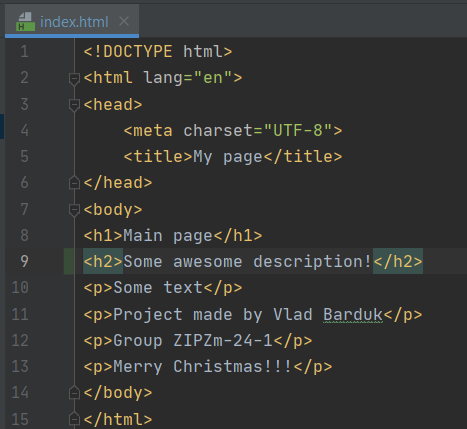 index.html
1 <!DOCTYPE html>
2 <html lang="en">
3 <head>
4     <meta charset="UTF-8">
5     <title>My page</title>
6 </head>
7 <body>
8 <h1>Main page</h1>
9 <h2>Some awesome description!</h2>
10 <p>Some text</p>
11 <p>Project made by Vlad Barduk</p>
12 <p>Group ZIPZm-24-1</p>
13 <p>Merry Christmas!!!</p>
14 </body>
15 </html>